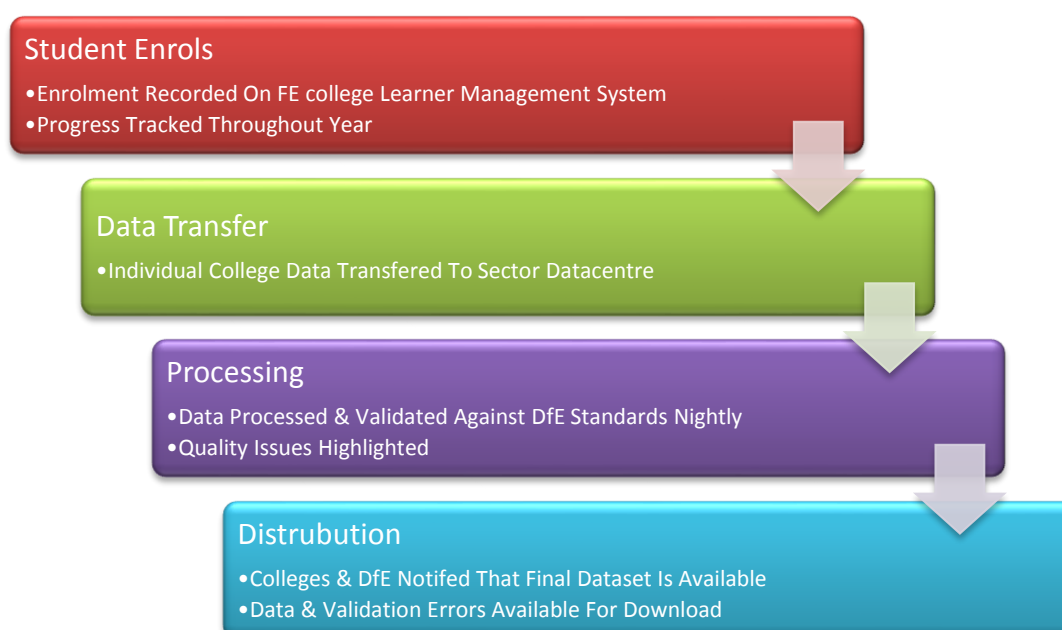 Student Enrols
•Enrolment Recorded On FE college Learner Management System
•Progress Tracked Throughout Year
Data Transfer
•Individual College Data Transfered To Sector Datacentre
Processing
•Data Processed & Validated Against DfE Standards Nightly
•Quality Issues Highlighted
Distrubution
•Colleges & DfE Notifed That Final Dataset Is Available
•Data & Validation Errors Available For Download